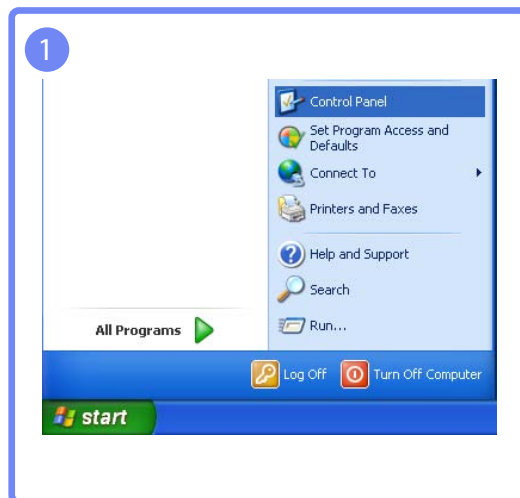 1
Control Panel
Set Program Access and
Defaults
Connect To
Printers and Faxes
Help and Support
Search
Run...
All Programs
Log Off
Turn Off Computer
start